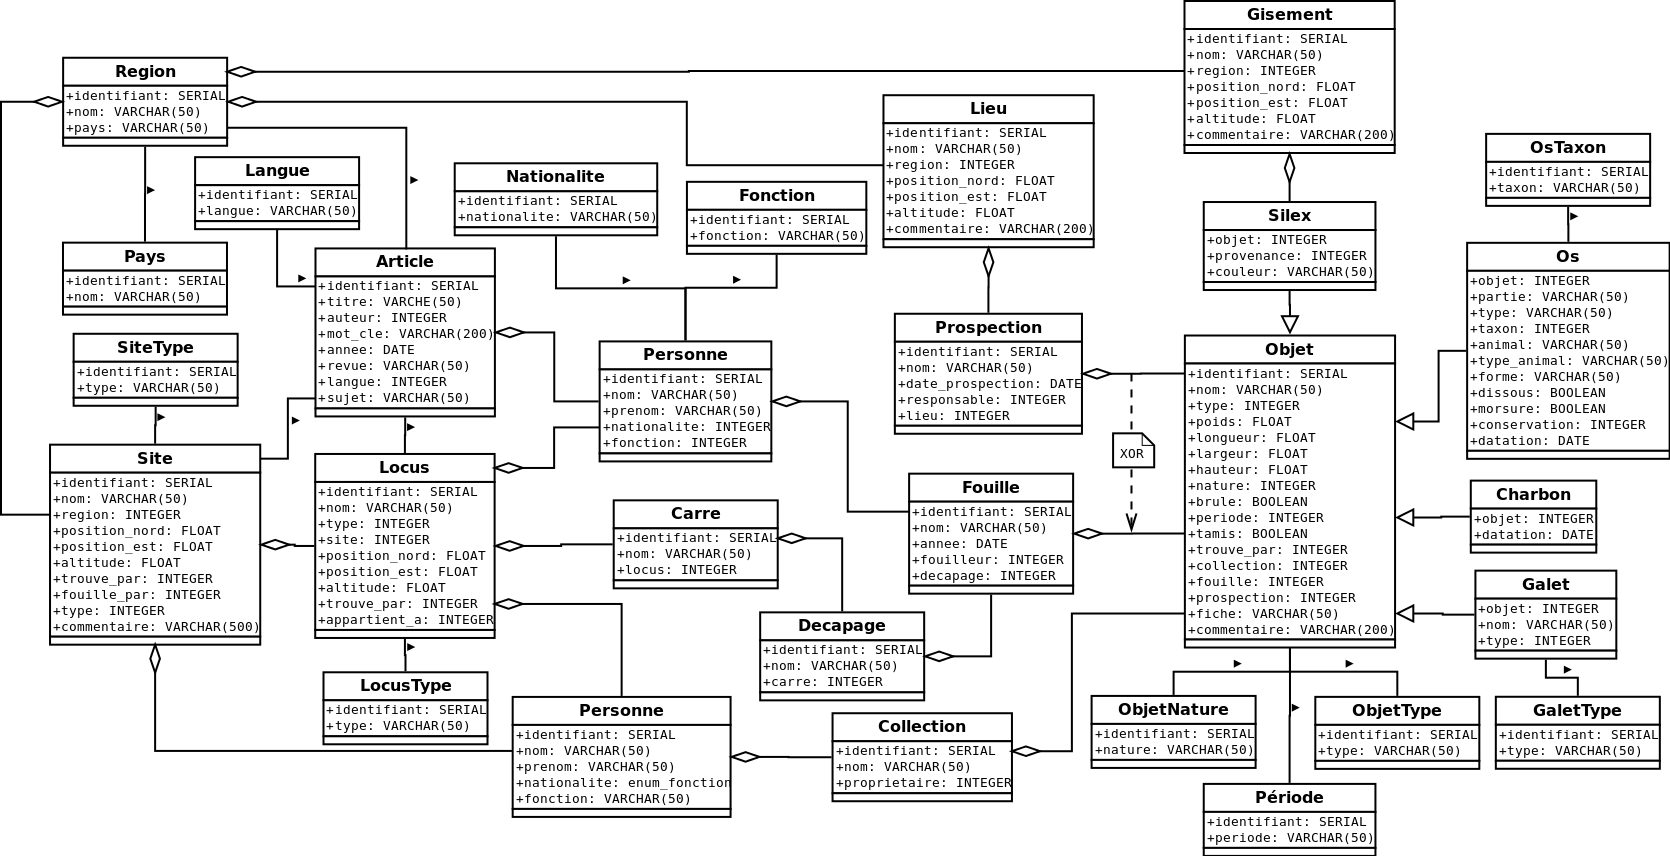 Gisement
+identifiant: SERIAL
+nom: VARCHAR(50)
+region: INTEGER
+position_nord: FLOAT
+position_est: FLOAT
+altitude: FLOAT
+commentaire: VARCHAR(200)
Region
+identifiant: SERIAL
+nom: VARCHAR(50)
+pays: VARCHAR(50)
Lieu
+identifiant: SERIAL
+nom: VARCHAR(50)
+region: INTEGER
+position_nord: FLOAT
+position_est: FLOAT
+altitude: FLOAT
+commentaire: VARCHAR(200)
OsTaxon
+identifiant: SERIAL
+taxon: VARCHAR(50)
Langue
+identifiant: SERIAL
+langue: VARCHAR(50)
Nationalite
+identifiant: SERIAL
+nationalite: VARCHAR(50)
Fonction
+identifiant: SERIAL
+fonction: VARCHAR(50)
Silex
+objet: INTEGER
+provenance: INTEGER
+couleur: VARCHAR(50)
Pays
+identifiant: SERIAL
+nom: VARCHAR(50)
Article
+identifiant: SERIAL
+titre: VARCHE(50)
+auteur: INTEGER
+mot_cle: VARCHAR(200)
+annee: DATE
+revue: VARCHAR(50)
+langue: INTEGER
+sujet: VARCHAR(50)
Os
+objet: INTEGER
+partie: VARCHAR(50)
+type: VARCHAR(50)
+taxon: INTEGER
+animal: VARCHAR(50)
+type_animal: VARCHAR(50)
+forme: VARCHAR(50)
+dissous: BOOLEAN
+morsure: BOOLEAN
+conservation: INTEGER
+datation: DATE
SiteType
+identifiant: SERIAL
+type: VARCHAR(50)
Personne
+identifiant: SERIAL
+nom: VARCHAR(50)
+prenom: VARCHAR(50)
+nationalite: INTEGER
+fonction: INTEGER
Prospection
+identifiant: SERIAL
+nom: VARCHAR(50)
+date_prospection: DATE
+responsable: INTEGER
+lieu: INTEGER
Objet
+identifiant: SERIAL
+nom: VARCHAR(50)
+type: INTEGER
+poids: FLOAT
+longueur: FLOAT
+largeur: FLOAT
+hauteur: FLOAT
+nature: INTEGER
+brule: BOOLEAN
+periode: INTEGER
+tamis: BOOLEAN
+trouve_par: INTEGER
+collection: INTEGER
+fouille: INTEGER
+prospection: INTEGER
+fiche: VARCHAR(50)
+commentaire: VARCHAR(200)
XOR
Site
+identifiant: SERIAL
+nom: VARCHAR(50)
+region: INTEGER
+position_nord: FLOAT
+position_est: FLOAT
+altitude: FLOAT
+trouve_par: INTEGER
+fouille_par: INTEGER
+type: INTEGER
+commentaire: VARCHAR(500)
Locus
+identifiant: SERIAL
+nom: VARCHAR(50)
+type: INTEGER
+site: INTEGER
+position_nord: FLOAT
+position_est: FLOAT
+altitude: FLOAT
+trouve_par: INTEGER
+appartient_a: INTEGER
Carre
+identifiant: SERIAL
+nom: VARCHAR(50)
+locus: INTEGER
Fouille
+identifiant: SERIAL
+nom: VARCHAR(50)
+annee: DATE
+fouilleur: INTEGER
+decapage: INTEGER
Charbon
+objet: INTEGER
+datation: DATE
Galet
+objet: INTEGER
+nom: VARCHAR(50)
+type: INTEGER
Decapage
+identifiant: SERIAL
+nom: VARCHAR(50)
+carre: INTEGER
LocusType
+identifiant: SERIAL
+type: VARCHAR(50)
Personne
+identifiant: SERIAL
+nom: VARCHAR(50)
+prenom: VARCHAR(50)
+nationalite: enum_fonction
+fonction: VARCHAR(50)
Collection
+identifiant: SERIAL
+nom: VARCHAR(50)
+proprietaire: INTEGER
ObjetNature
+identifiant: SERIAL
+nature: VARCHAR(50)
ObjetType
+identifiant: SERIAL
+type: VARCHAR(50)
GaletType
+identifiant: SERIAL
+type: VARCHAR(50)
Période
+identifiant: SERIAL
+periode: VARCHAR(50)